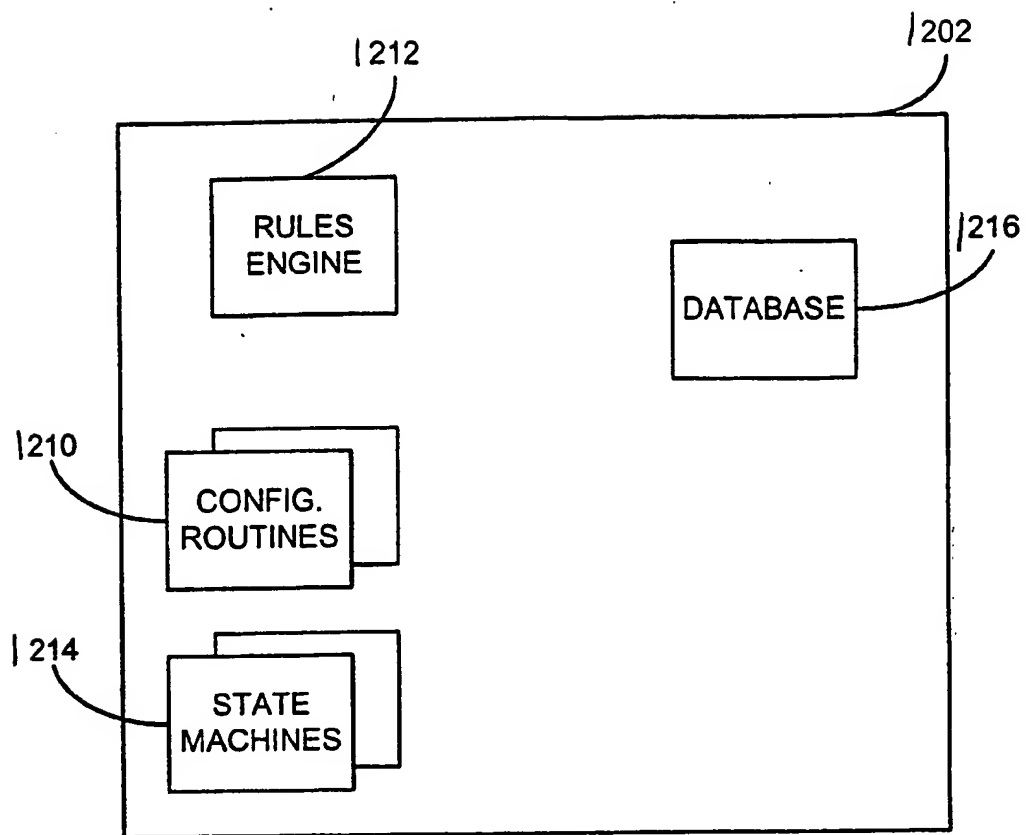 |202
|212
RULES
ENGINE
|216
DATABASE
|210
CONFIG.
ROUTINES
|214
STATE
MACHINES